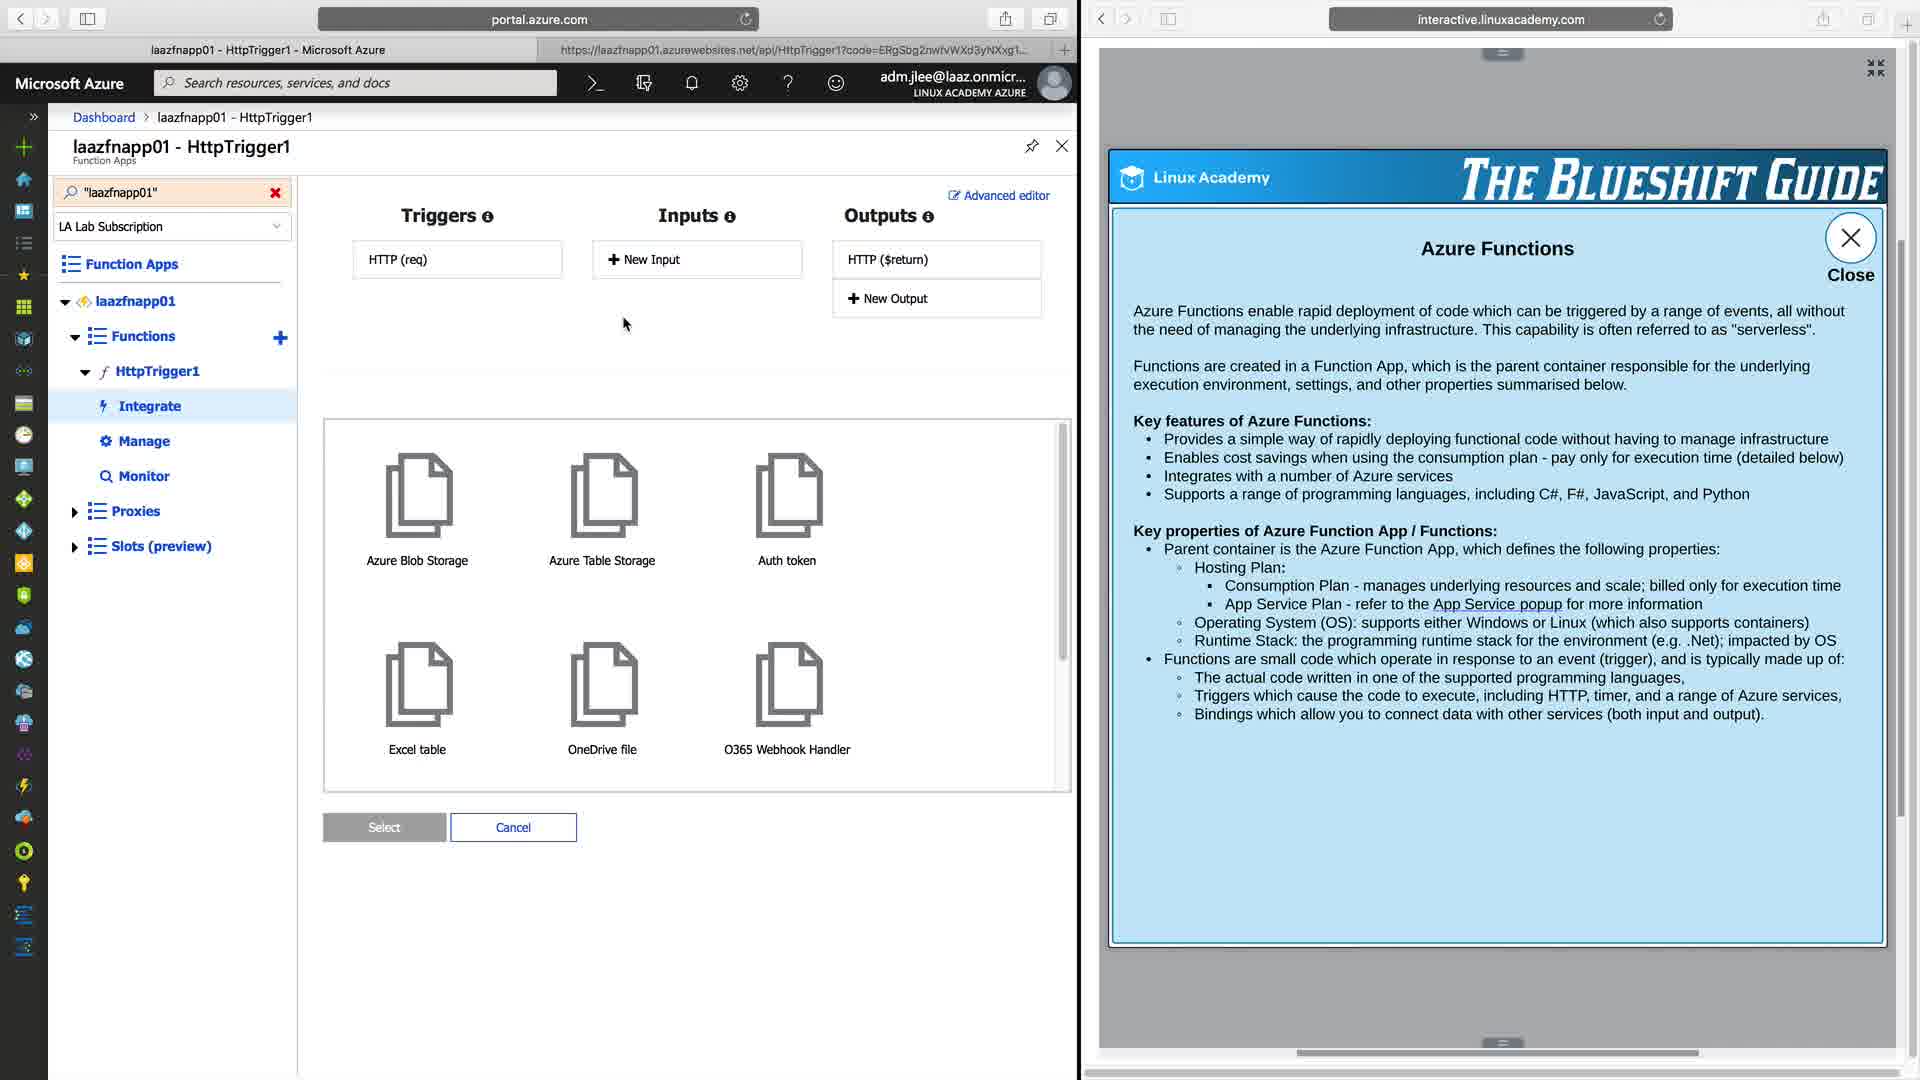 portal.azure.com
laazfnapp01 - HttpTrigger1 - Microsoft Azure
Microsoft Azure
Search resources, services, and docs
adm.jlee@laaz.onmicr...
LINUX ACADEMY AZURE
Dashboard > laazfnapp01 - HttpTrigger1
laazfnapp01 - HttpTrigger1
Function Apps
"laazfnapp01"
LA Lab Subscription
Function Apps
laazfnapp01
Functions
HttpTrigger1
Integrate
Manage
Monitor
Proxies
Slots (preview)
Advanced editor
Triggers
Inputs
Outputs
HTTP (req)
New Input
HTTP ($return)
New Output
Azure Blob Storage
Azure Table Storage
Auth token
Excel table
OneDrive file
O365 Webhook Handler
Select
Cancel
interactive.linuxacademy.com
Linux Academy
THE BLUESHIFT GUIDE
Azure Functions
Close
Azure Functions enable rapid deployment of code which can be triggered by a range of events, all without
the need of managing the underlying infrastructure. This capability is often referred to as "serverless".
Functions are created in a Function App, which is the parent container responsible for the underlying
execution environment, settings, and other properties summarised below.
Key features of Azure Functions:
• Provides a simple way of rapidly deploying functional code without having to manage infrastructure
• Enables cost savings when using the consumption plan - pay only for execution time (detailed below)
• Integrates with a number of Azure services
• Supports a range of programming languages, including C#, F#, JavaScript, and Python
Key properties of Azure Function App / Functions:
• Parent container is the Azure Function App, which defines the following properties:
◦ Hosting Plan:
▪ Consumption Plan - manages underlying resources and scale; billed only for execution time
▪ App Service Plan - refer to the App Service popup for more information
◦ Operating System (OS): supports either Windows or Linux (which also supports containers)
◦ Runtime Stack: the programming runtime stack for the environment (e.g. .Net); impacted by OS
• Functions are small code which operate in response to an event (trigger), and is typically made up of:
◦ The actual code written in one of the supported programming languages,
◦ Triggers which cause the code to execute, including HTTP, timer, and a range of Azure services,
◦ Bindings which allow you to connect data with other services (both input and output).